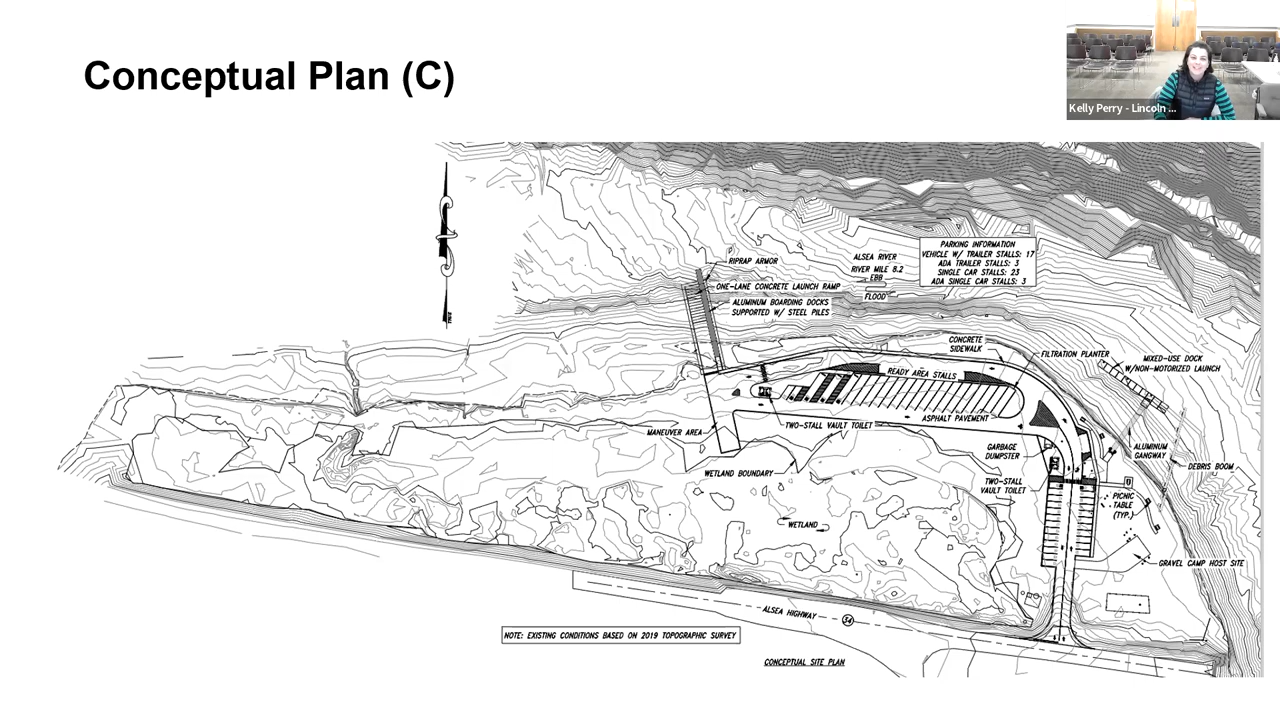 Conceptual Plan (C)
Kelly Perry - Lincoln ...
PARKING INFORMATION
VEHICLE W/ TRAILER STALLS: 17
ADA TRAILER STALLS: 3
SINGLE CAR STALLS: 23
ADA SINGLE CAR STALLS: 3
ALSEA RIVER
RIVER MILE 8.2
EBB
FLOOD
RIPRAP ARMOR
ONE-LANE CONCRETE LAUNCH RAMP
ALUMINUM BOARDING DOCKS
SUPPORTED W/ STEEL PILES
TRUE
CONCRETE
SIDEWALK
FILTRATION PLANTER
MIXED-USE DOCK
W/NON-MOTORIZED LAUNCH
READY AREA STALLS
ASPHALT PAVEMENT
TWO-STALL VAULT TOILET
MANEUVER AREA
GARBAGE
DUMPSTER
ALUMINUM
GANGWAY
DEBRIS BOOM
WETLAND BOUNDARY
TWO-STALL
VAULT TOILET
PICNIC
TABLE
(TYP.)
WETLAND
GRAVEL CAMP HOST SITE
ALSEA HIGHWAY
34
NOTE: EXISTING CONDITIONS BASED ON 2019 TOPOGRAPHIC SURVEY
CONCEPTUAL SITE PLAN